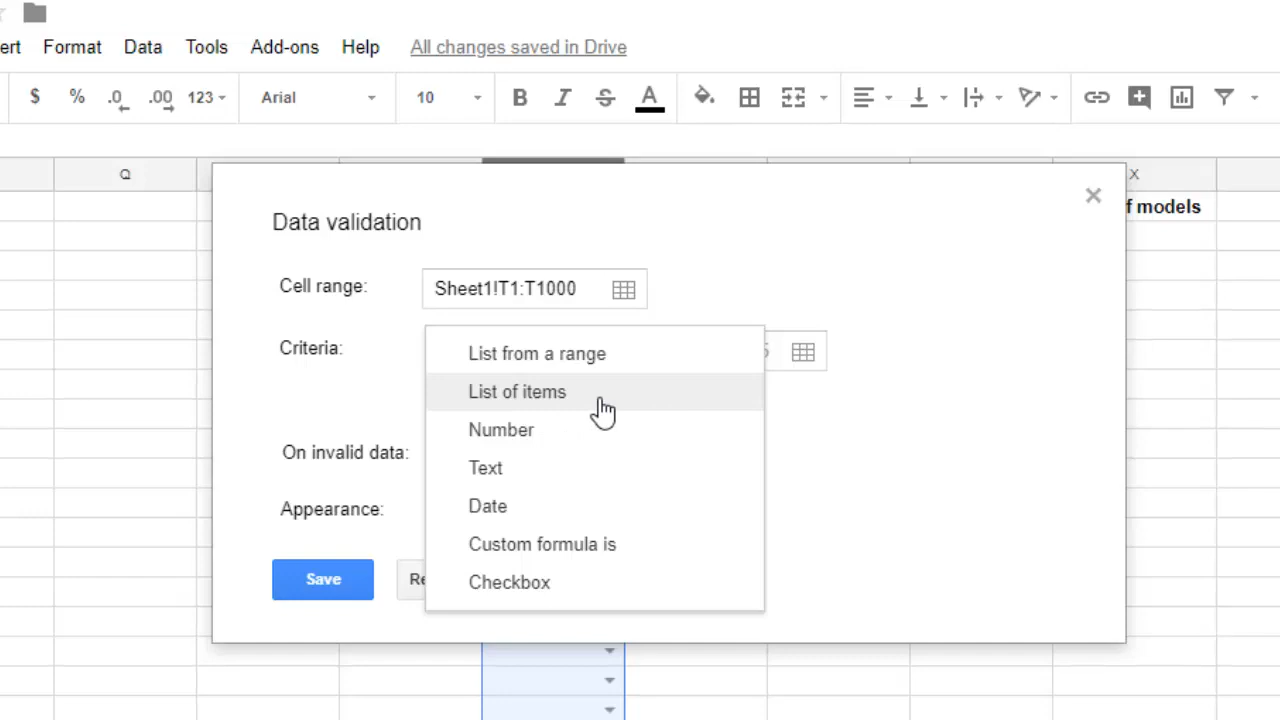 ert Format Data Tools Add-ons Help All changes saved in Drive
$ % .0 .00 123 Arial 10 B I S A
Q X
f models
Data validation
Cell range: Sheet1!T1:T1000
Criteria:
List from a range
List of items
Number
On invalid data:
Text
Appearance:
Date
Custom formula is
Save Re
Checkbox